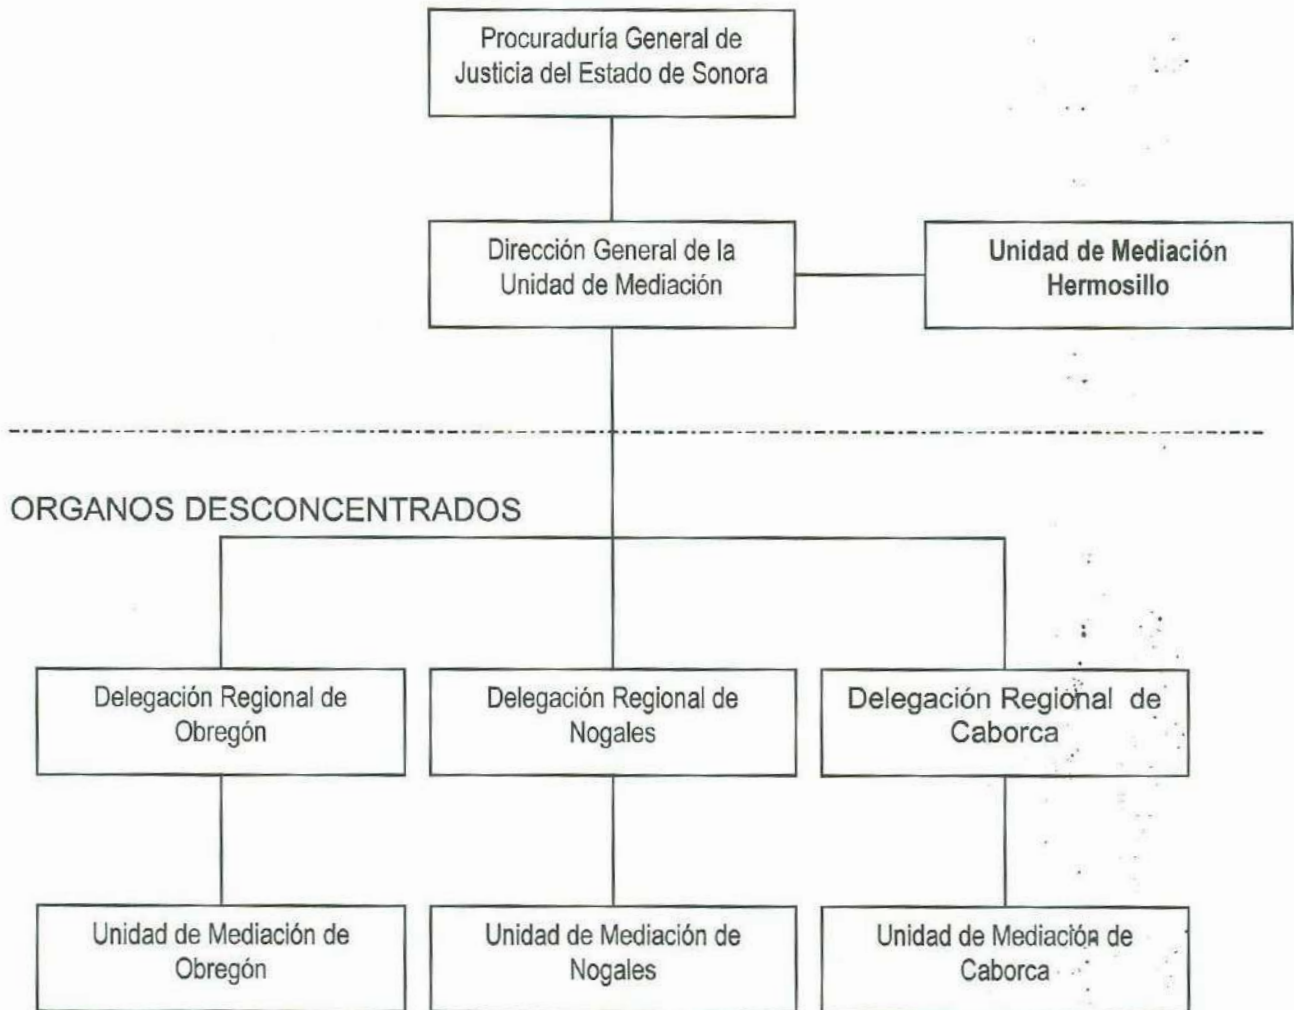 Procuraduría General de
Justicia del Estado de Sonora
Dirección General de la
Unidad de Mediación
Unidad de Mediación
Hermosillo
ORGANOS DESCONCENTRADOS
Delegación Regional de
Obregón
Delegación Regional de
Nogales
Delegación Regional de
Caborca
Unidad de Mediación de
Obregón
Unidad de Mediación de
Nogales
Unidad de Mediación de
Caborca